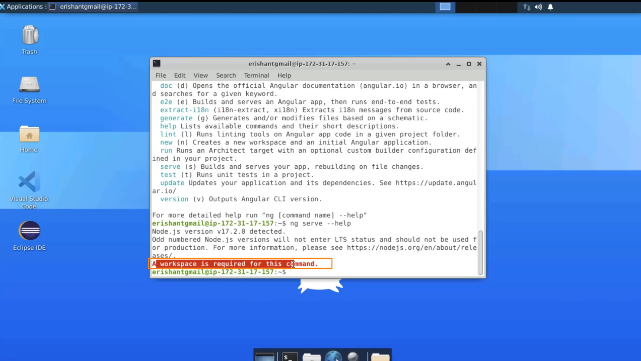 Applications : erishantgmail@ip-172-3...
Trash
File System
Home
Visual Studio
Code
Eclipse IDE
erishantgmail@ip-172-31-17-157: ~
File Edit View Search Terminal Help
doc (d) Opens the official Angular documentation (angular.io) in a browser, an
d searches for a given keyword.
e2e (e) Builds and serves an Angular app, then runs end-to-end tests.
extract-i18n (i18n-extract, xi18n) Extracts i18n messages from source code.
generate (g) Generates and/or modifies files based on a schematic.
help Lists available commands and their short descriptions.
lint (l) Runs linting tools on Angular app code in a given project folder.
new (n) Creates a new workspace and an initial Angular application.
run Runs an Architect target with an optional custom builder configuration def
ined in your project.
serve (s) Builds and serves your app, rebuilding on file changes.
test (t) Runs unit tests in a project.
update Updates your application and its dependencies. See https://update.angul
ar.io/
version (v) Outputs Angular CLI version.
For more detailed help run "ng [command name] --help"
erishantgmail@ip-172-31-17-157:~$ ng serve --help
Node.js version v17.2.0 detected.
Odd numbered Node.js versions will not enter LTS status and should not be used f
or production. For more information, please see https://nodejs.org/en/about/rele
ases/.
A workspace is required for this command.
erishantgmail@ip-172-31-17-157:~$